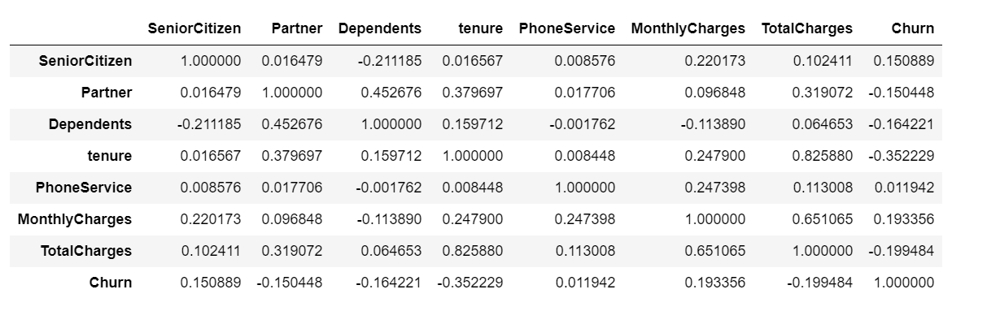 SeniorCitizen Partner Dependents tenure PhoneService MonthlyCharges TotalCharges Churn
SeniorCitizen 1.000000 0.016479 -0.211185 0.016567 0.008576 0.220173 0.102411 0.150889
Partner 0.016479 1.000000 0.452676 0.379697 0.017706 0.096848 0.319072 -0.150448
Dependents -0.211185 0.452676 1.000000 0.159712 -0.001762 -0.113890 0.064653 -0.164221
tenure 0.016567 0.379697 0.159712 1.000000 0.008448 0.247900 0.825880 -0.352229
PhoneService 0.008576 0.017706 -0.001762 0.008448 1.000000 0.247398 0.113008 0.011942
MonthlyCharges 0.220173 0.096848 -0.113890 0.247900 0.247398 1.000000 0.651065 0.193356
TotalCharges 0.102411 0.319072 0.064653 0.825880 0.113008 0.651065 1.000000 -0.199484
Churn 0.150889 -0.150448 -0.164221 -0.352229 0.011942 0.193356 -0.199484 1.000000